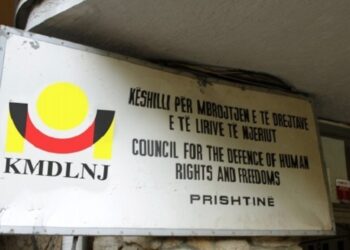 KËSHILLI PËR MBROJTJEN E TË DREJTAVE
E TË LIRIVE TË NJERIUT
COUNCIL FOR THE DEFENCE OF HUMAN
RIGHTS AND FREEDOMS
PRISHTINË
KMDLNJ